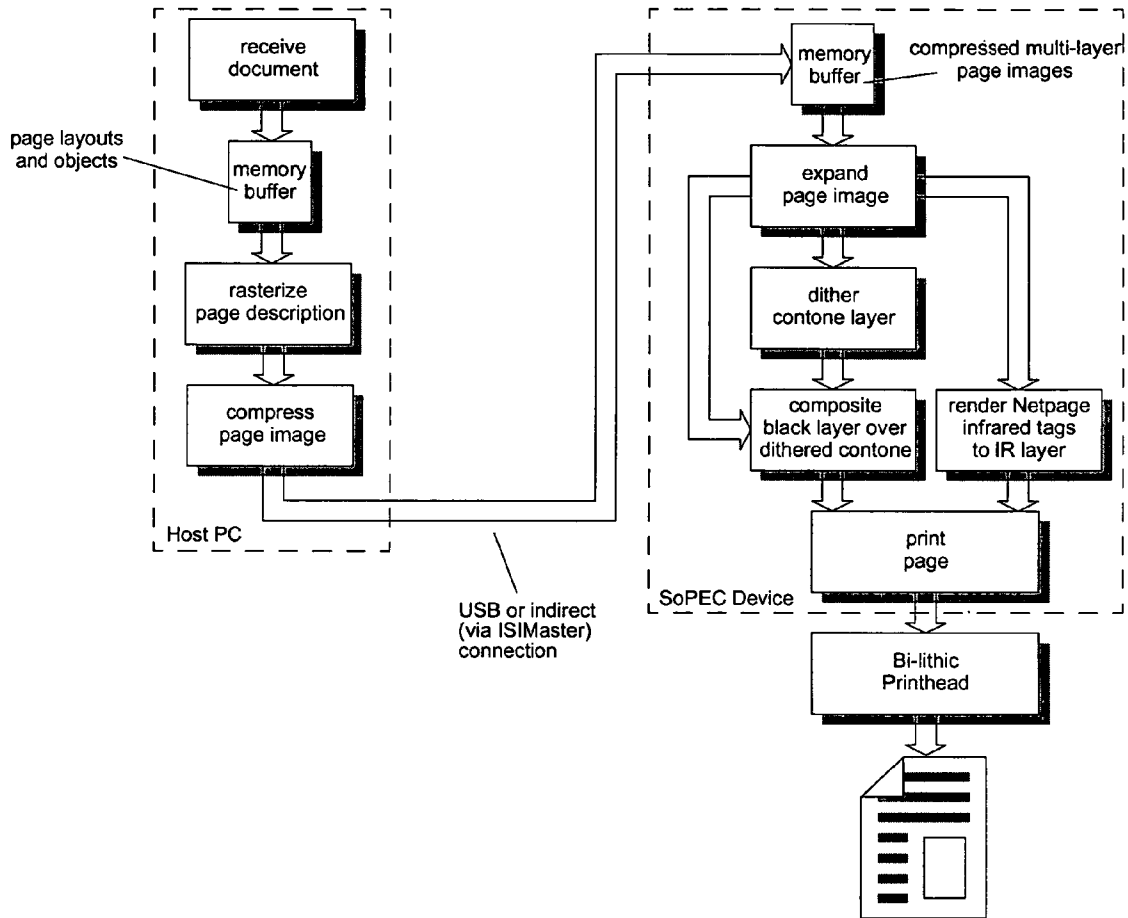 receive
document
page layouts
and objects
memory
buffer
rasterize
page description
compress
page image
Host PC
USB or indirect
(via ISIMaster)
connection
memory
buffer
compressed multi-layer
page images
expand
page image
dither
contone layer
composite
black layer over
dithered contone
render Netpage
infrared tags
to IR layer
print
page
SoPEC Device
Bi-lithic
Printhead